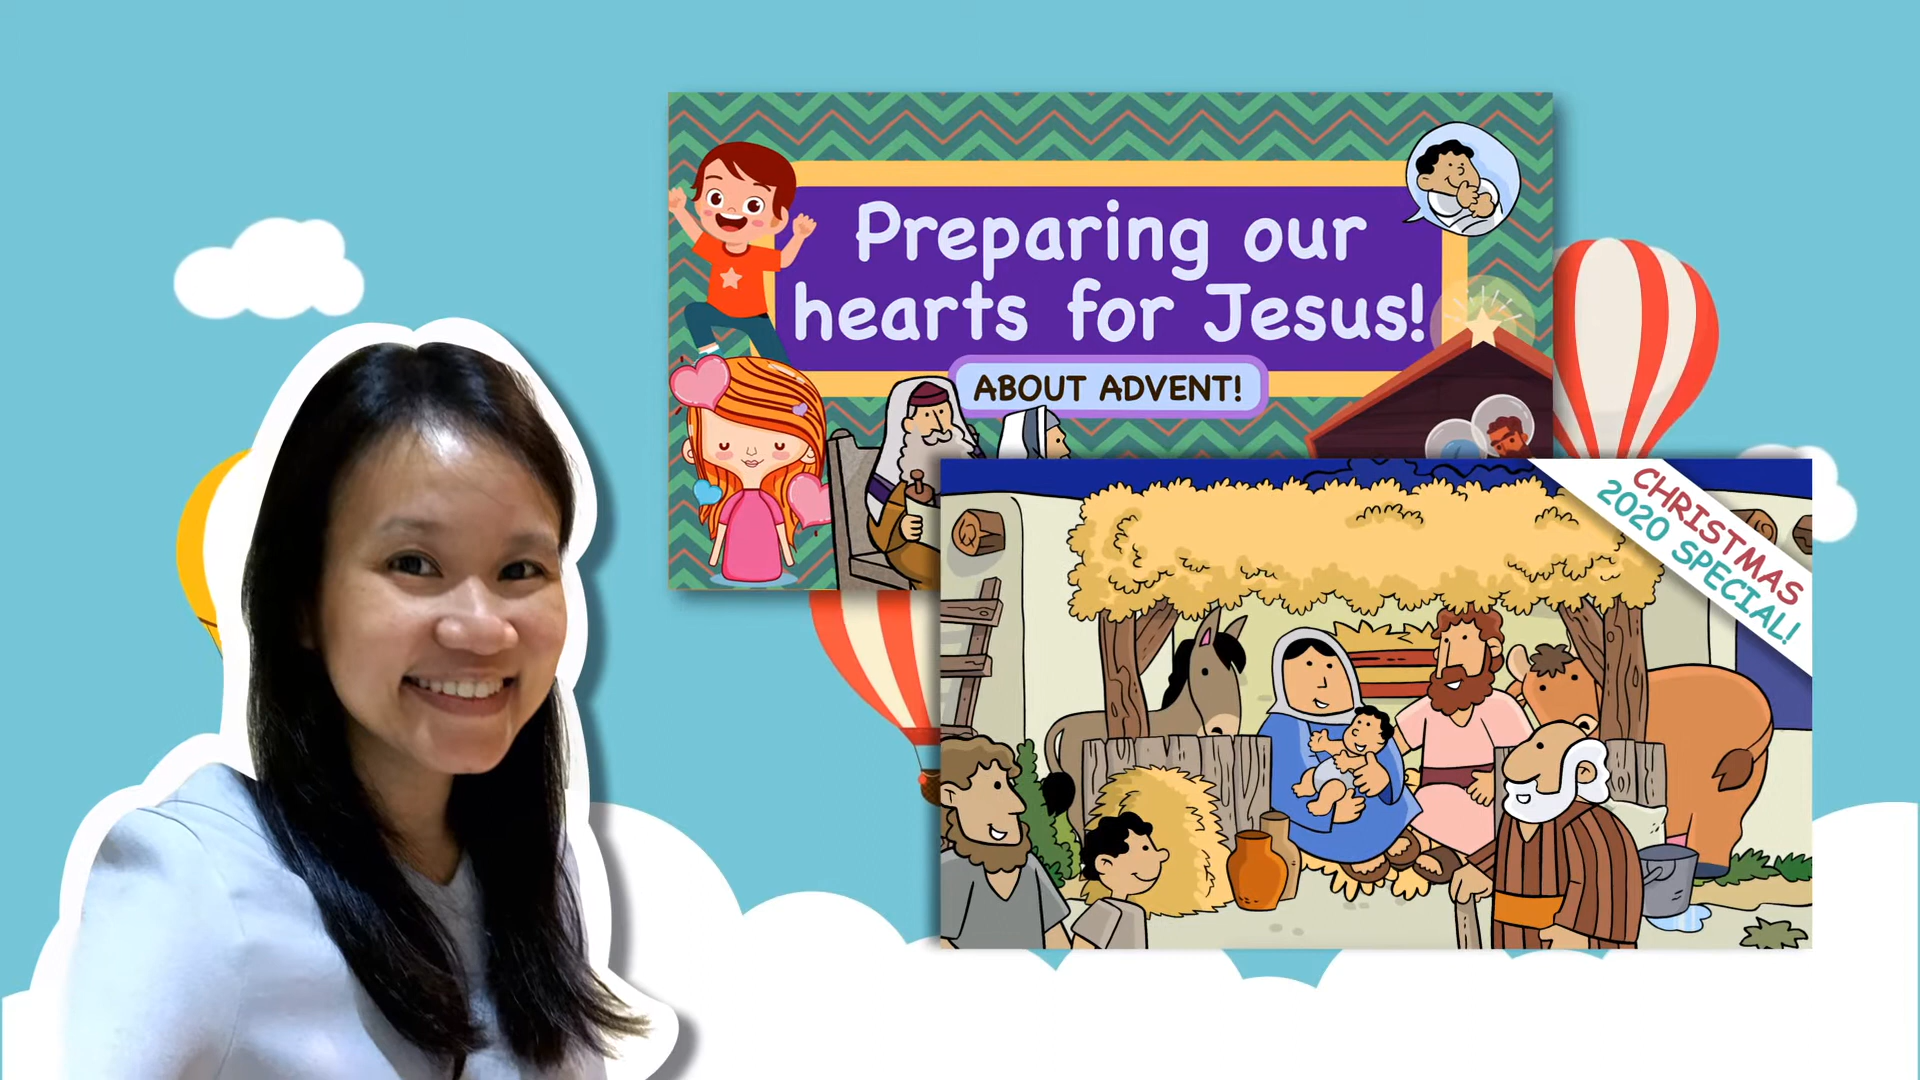 Preparing our
hearts for Jesus!
ABOUT ADVENT!
CHRISTMAS
2020 SPECIAL!